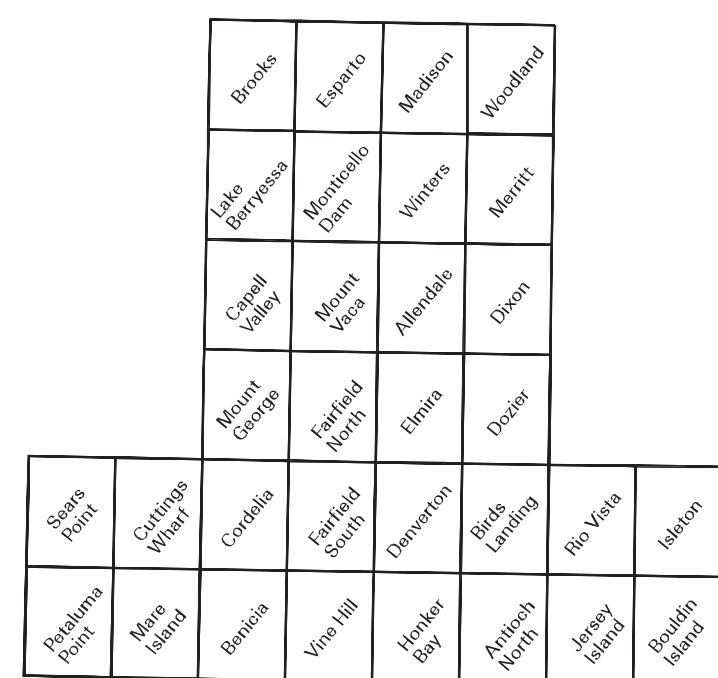 Brooks
Esparto
Madison
Woodland
Lake
Berryessa
Monticello
Dam
Winters
Merritt
Capell
Valley
Mount
Vaca
Allendale
Dixon
Mount
George
Fairfield
North
Elmira
Dozier
Sears
Point
Cuttings
Wharf
Cordelia
Fairfield
South
Denverton
Birds
Landing
Rio Vista
Isleton
Petaluma
Point
Mare
Island
Benicia
Vine Hill
Honker
Bay
Antioch
North
Jersey
Island
Bouldin
Island